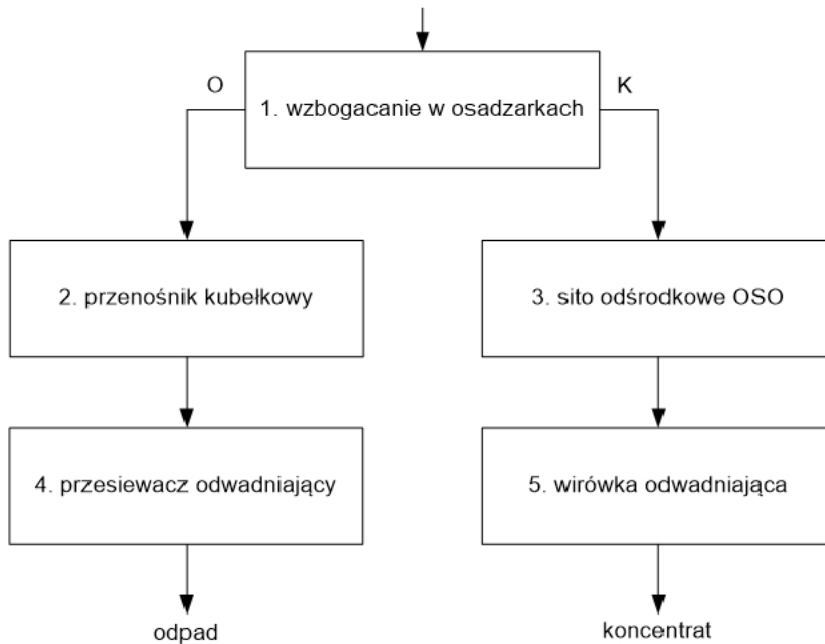 O
K
1. wzbogacanie w osadzarkach
2. przenośnik kubełkowy
3. sito odśrodkowe OSO
4. przesiewacz odwadniający
5. wirówka odwadniająca
odpad
koncentrat